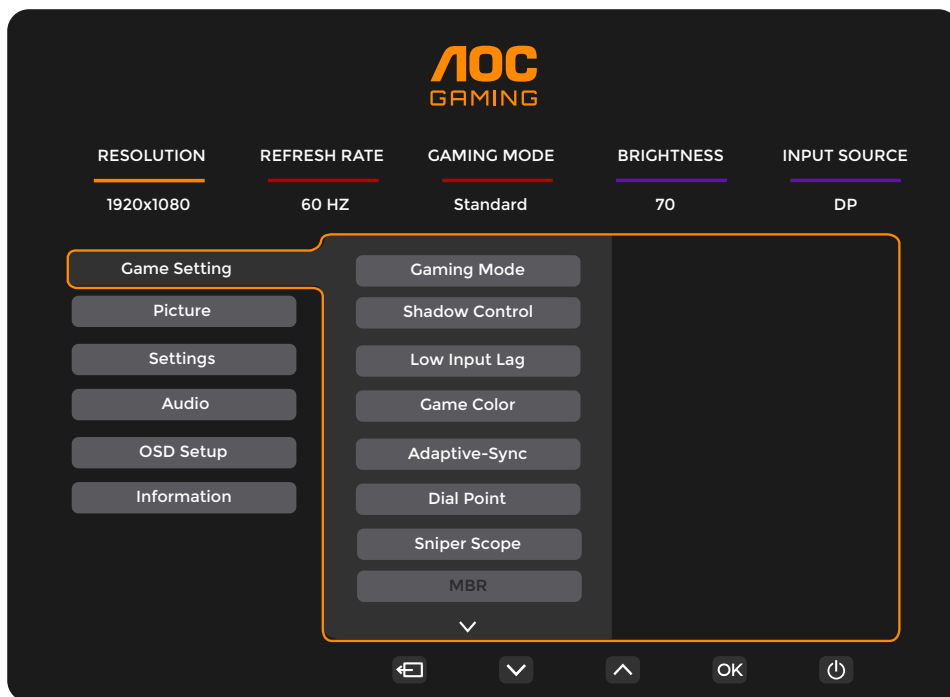 AOC
GAMING
RESOLUTION REFRESH RATE GAMING MODE BRIGHTNESS INPUT SOURCE
1920x1080 60 HZ Standard 70 DP
Game Setting
Picture
Settings
Audio
OSD Setup
Information
Gaming Mode
Shadow Control
Low Input Lag
Game Color
Adaptive-Sync
Dial Point
Sniper Scope
MBR
OK